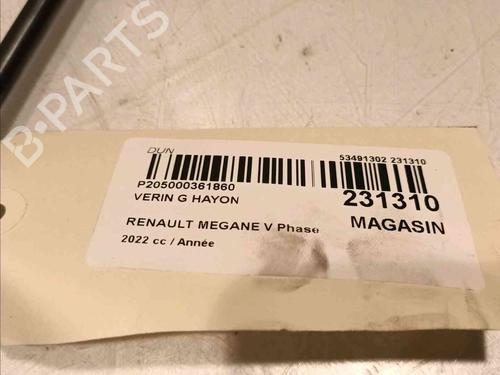 B-PARTS
DUN
53491302 231310
P205000361860
VERIN G HAYON
231310
RENAULT MEGANE V Phase
MAGASIN
2022 cc / Année